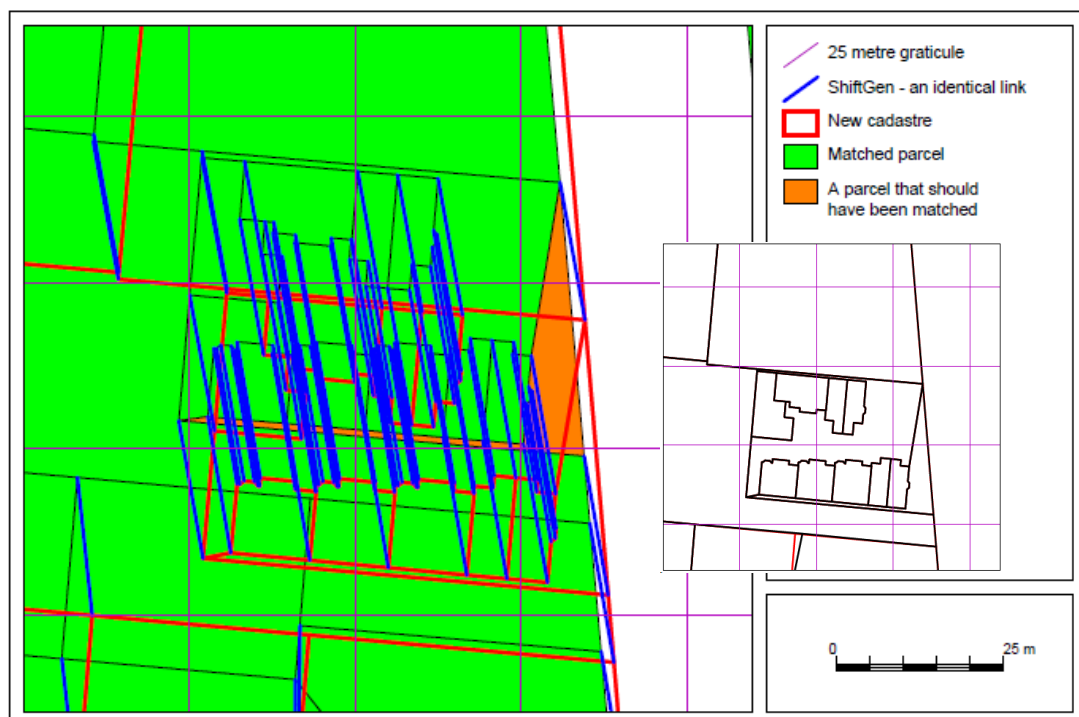 25 metre graticule
ShiftGen - an identical link
New cadastre
Matched parcel
A parcel that should
have been matched
0 25 m